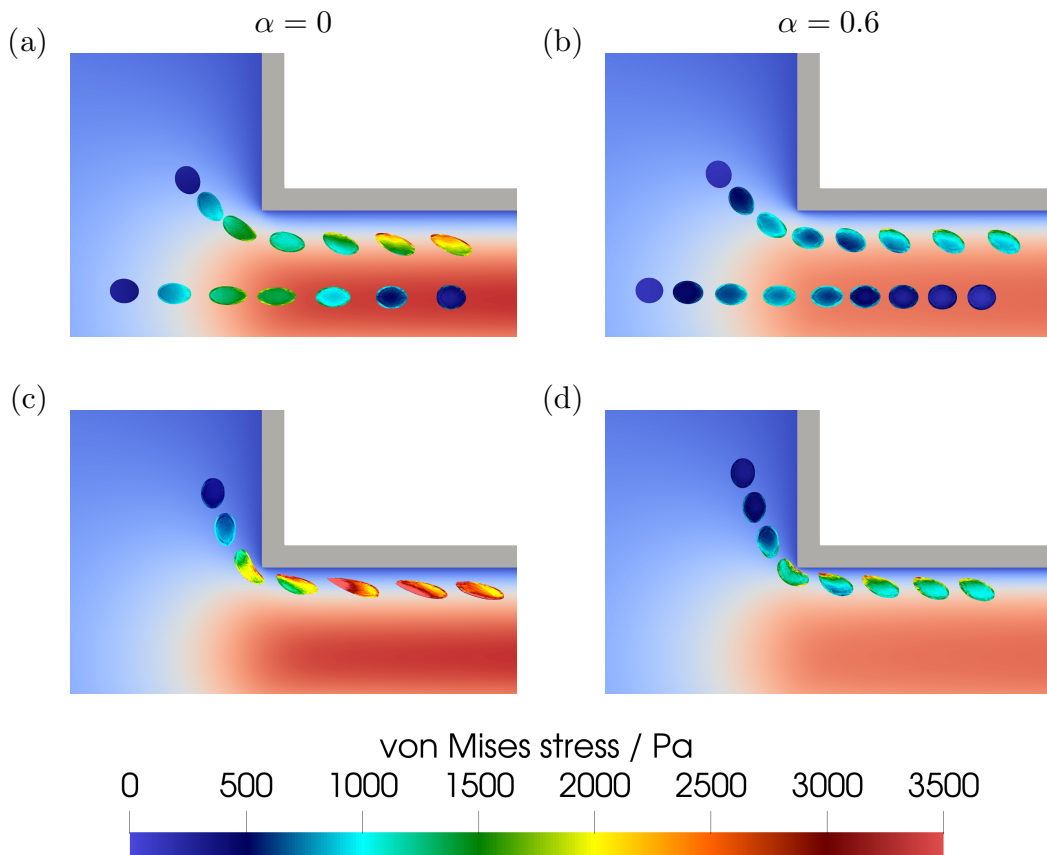 α = 0
α = 0.6
(a)
(b)
(c)
(d)
von Mises stress / Pa
0 500 1000 1500 2000 2500 3000 3500